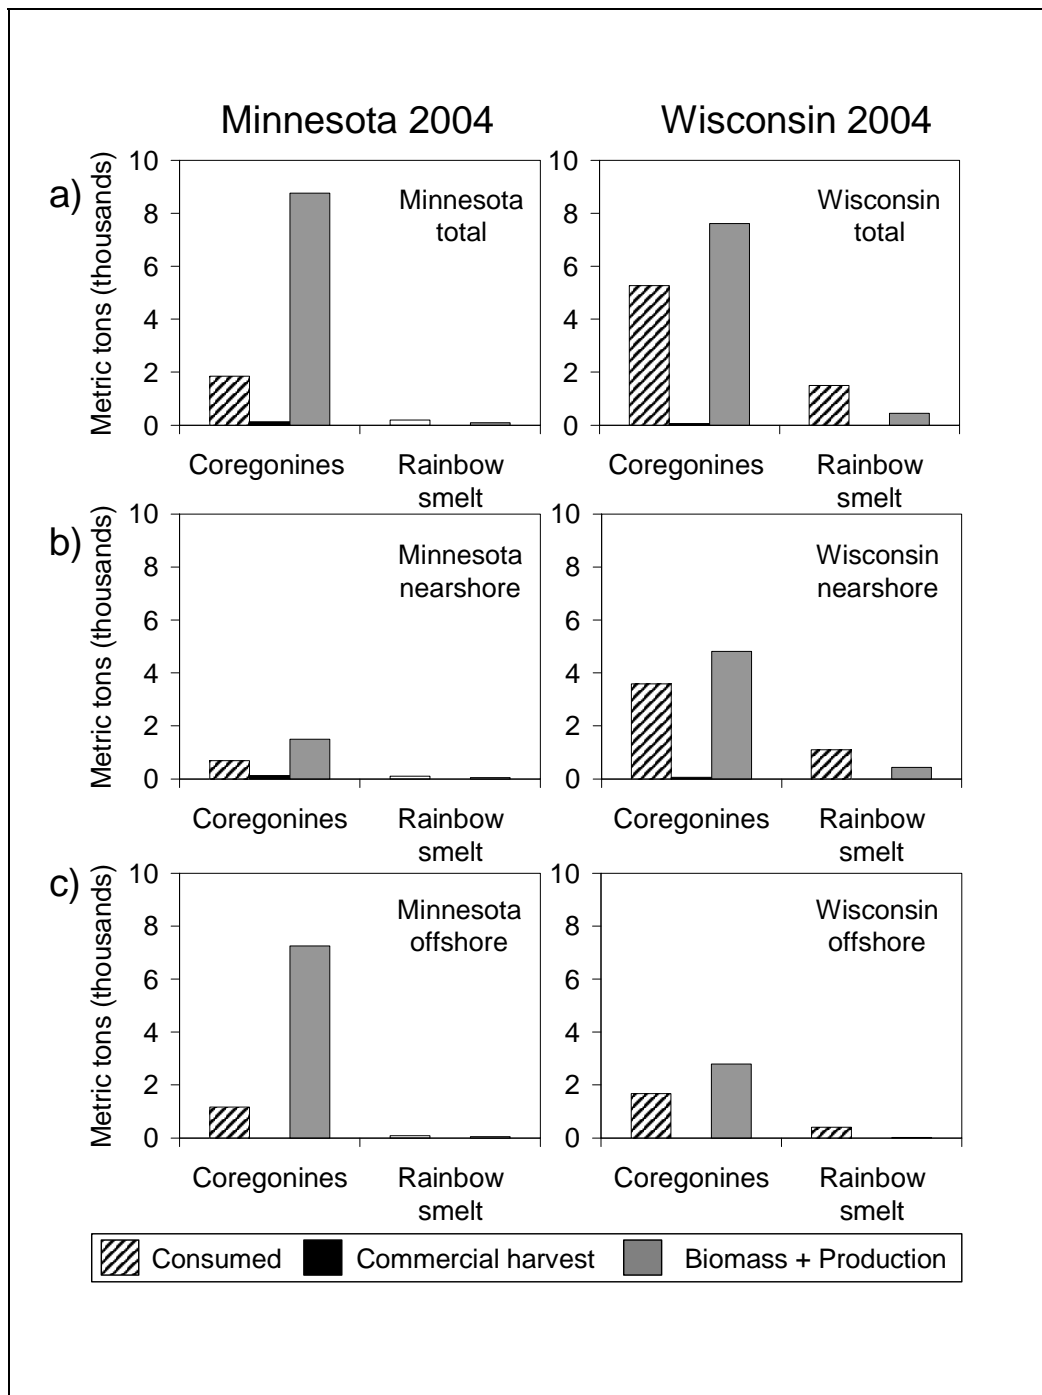 Minnesota 2004
Wisconsin 2004
a)
Metric tons (thousands)
10
8
6
4
2
0
Minnesota
total
Coregonines
Rainbow
smelt
10
8
6
4
2
0
Wisconsin
total
Coregonines
Rainbow
smelt
b)
Metric tons (thousands)
10
8
6
4
2
0
Minnesota
nearshore
Coregonines
Rainbow
smelt
10
8
6
4
2
0
Wisconsin
nearshore
Coregonines
Rainbow
smelt
c)
Metric tons (thousands)
10
8
6
4
2
0
Minnesota
offshore
Coregonines
Rainbow
smelt
10
8
6
4
2
0
Wisconsin
offshore
Coregonines
Rainbow
smelt
Consumed
Commercial harvest
Biomass + Production